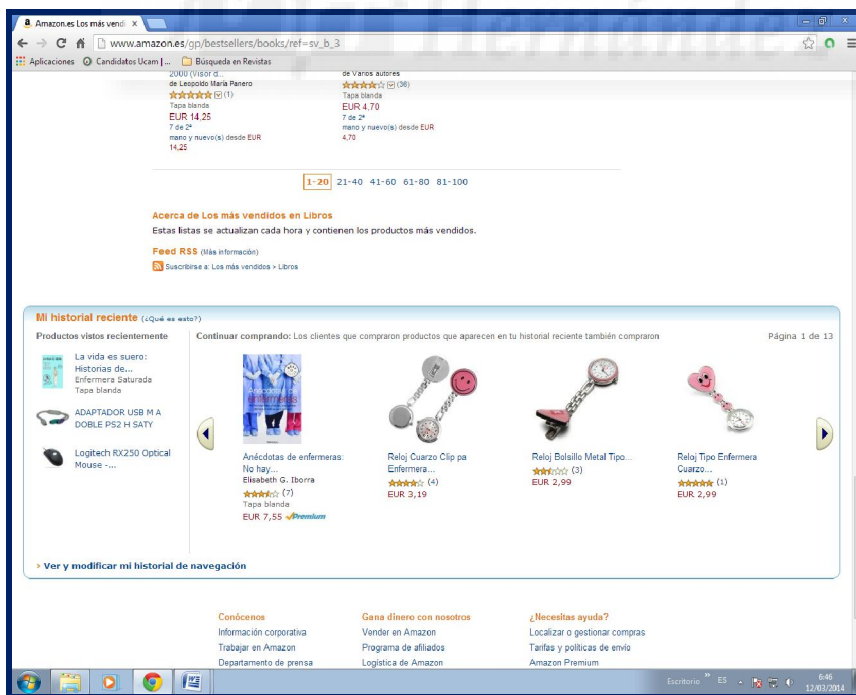 Hernández
Amazon.es Los más vendi x
www.amazon.es/gp/bestsellers/books/ref=sv_b_3
Aplicaciones Candidatos Ucam | ... Búsqueda en Revistas
2000 (Visor d...
de Leopoldo María Panero
(1)
Tapa blanda
EUR 14,25
7 de 2ª
mano y nuevo(s) desde EUR
14,25
de Varios autores
(36)
Tapa blanda
EUR 4,70
7 de 2ª
mano y nuevo(s) desde EUR
4,70
1-20 21-40 41-60 61-80 81-100
Acerca de Los más vendidos en Libros
Estas listas se actualizan cada hora y contienen los productos más vendidos.
Feed RSS (Más información)
Suscribirse a: Los más vendidos > Libros
Mi historial reciente (¿Qué es esto?)
Productos vistos recientemente
La vida es suero:
Historias de...
Enfermera Saturada
Tapa blanda
ADAPTADOR USB M A
DOBLE PS2 H SATY
Logitech RX250 Optical
Mouse -...
Continuar comprando: Los clientes que compraron productos que aparecen en tu historial reciente también compraron
Página 1 de 13
Anécdotas de
enfermeras
Anécdotas de enfermeras:
No hay...
Elisabeth G. Iborra
(7)
Tapa blanda
EUR 7,55 Premium
Reloj Cuarzo Clip pa
Enfermera...
(4)
EUR 3,19
Reloj Bolsillo Metal Tipo...
(3)
EUR 2,99
Reloj Tipo Enfermera
Cuarzo...
(1)
EUR 2,99
› Ver y modificar mi historial de navegación
Conócenos
Información corporativa
Trabajar en Amazon
Departamento de prensa
Gana dinero con nosotros
Vender en Amazon
Programa de afiliados
Logística de Amazon
¿Necesitas ayuda?
Localizar o gestionar compras
Tarifas y políticas de envío
Amazon Premium
Escritorio » ES 6:46
12/03/2014